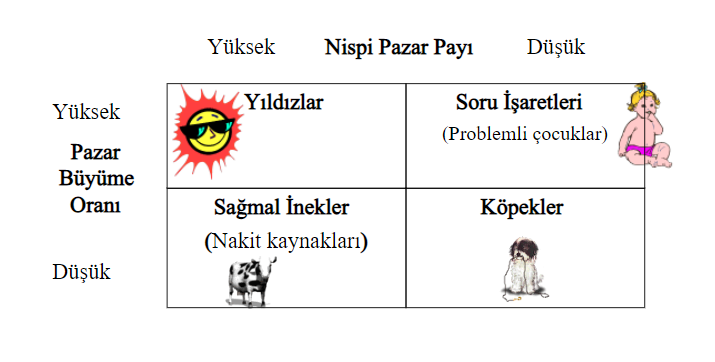 Yüksek Nispi Pazar Payı Düşük
Yüksek
Pazar
Büyüme
Oranı
Düşük
Yıldızlar
Soru İşaretleri
(Problemli çocuklar)
Sağmal İnekler
(Nakit kaynakları)
Köpekler